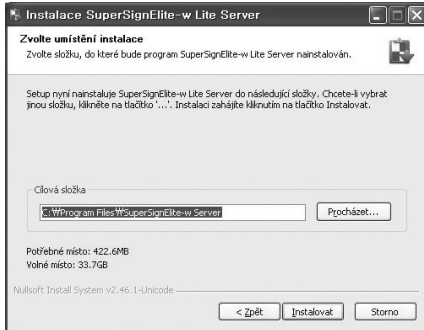 Instalace SuperSignElite-w Lite Server
Zvolte umístění instalace
Zvolte složku, do které bude program SuperSignElite-w Lite Server nainstalován.
Setup nyní nainstaluje SuperSignElite-w Lite Server do následující složky. Chcete-li vybrat
jinou složku, klikněte na tlačítko '...'. Instalaci zahájíte kliknutím na tlačítko Instalovat.
Cílová složka
C:₩Program Files₩SuperSignElite-w Server
Procházet...
Potřebné místo: 422.6MB
Volné místo: 33.7GB
Nullsoft Install System v2.46.1-Unicode
< Zpět
Instalovat
Storno